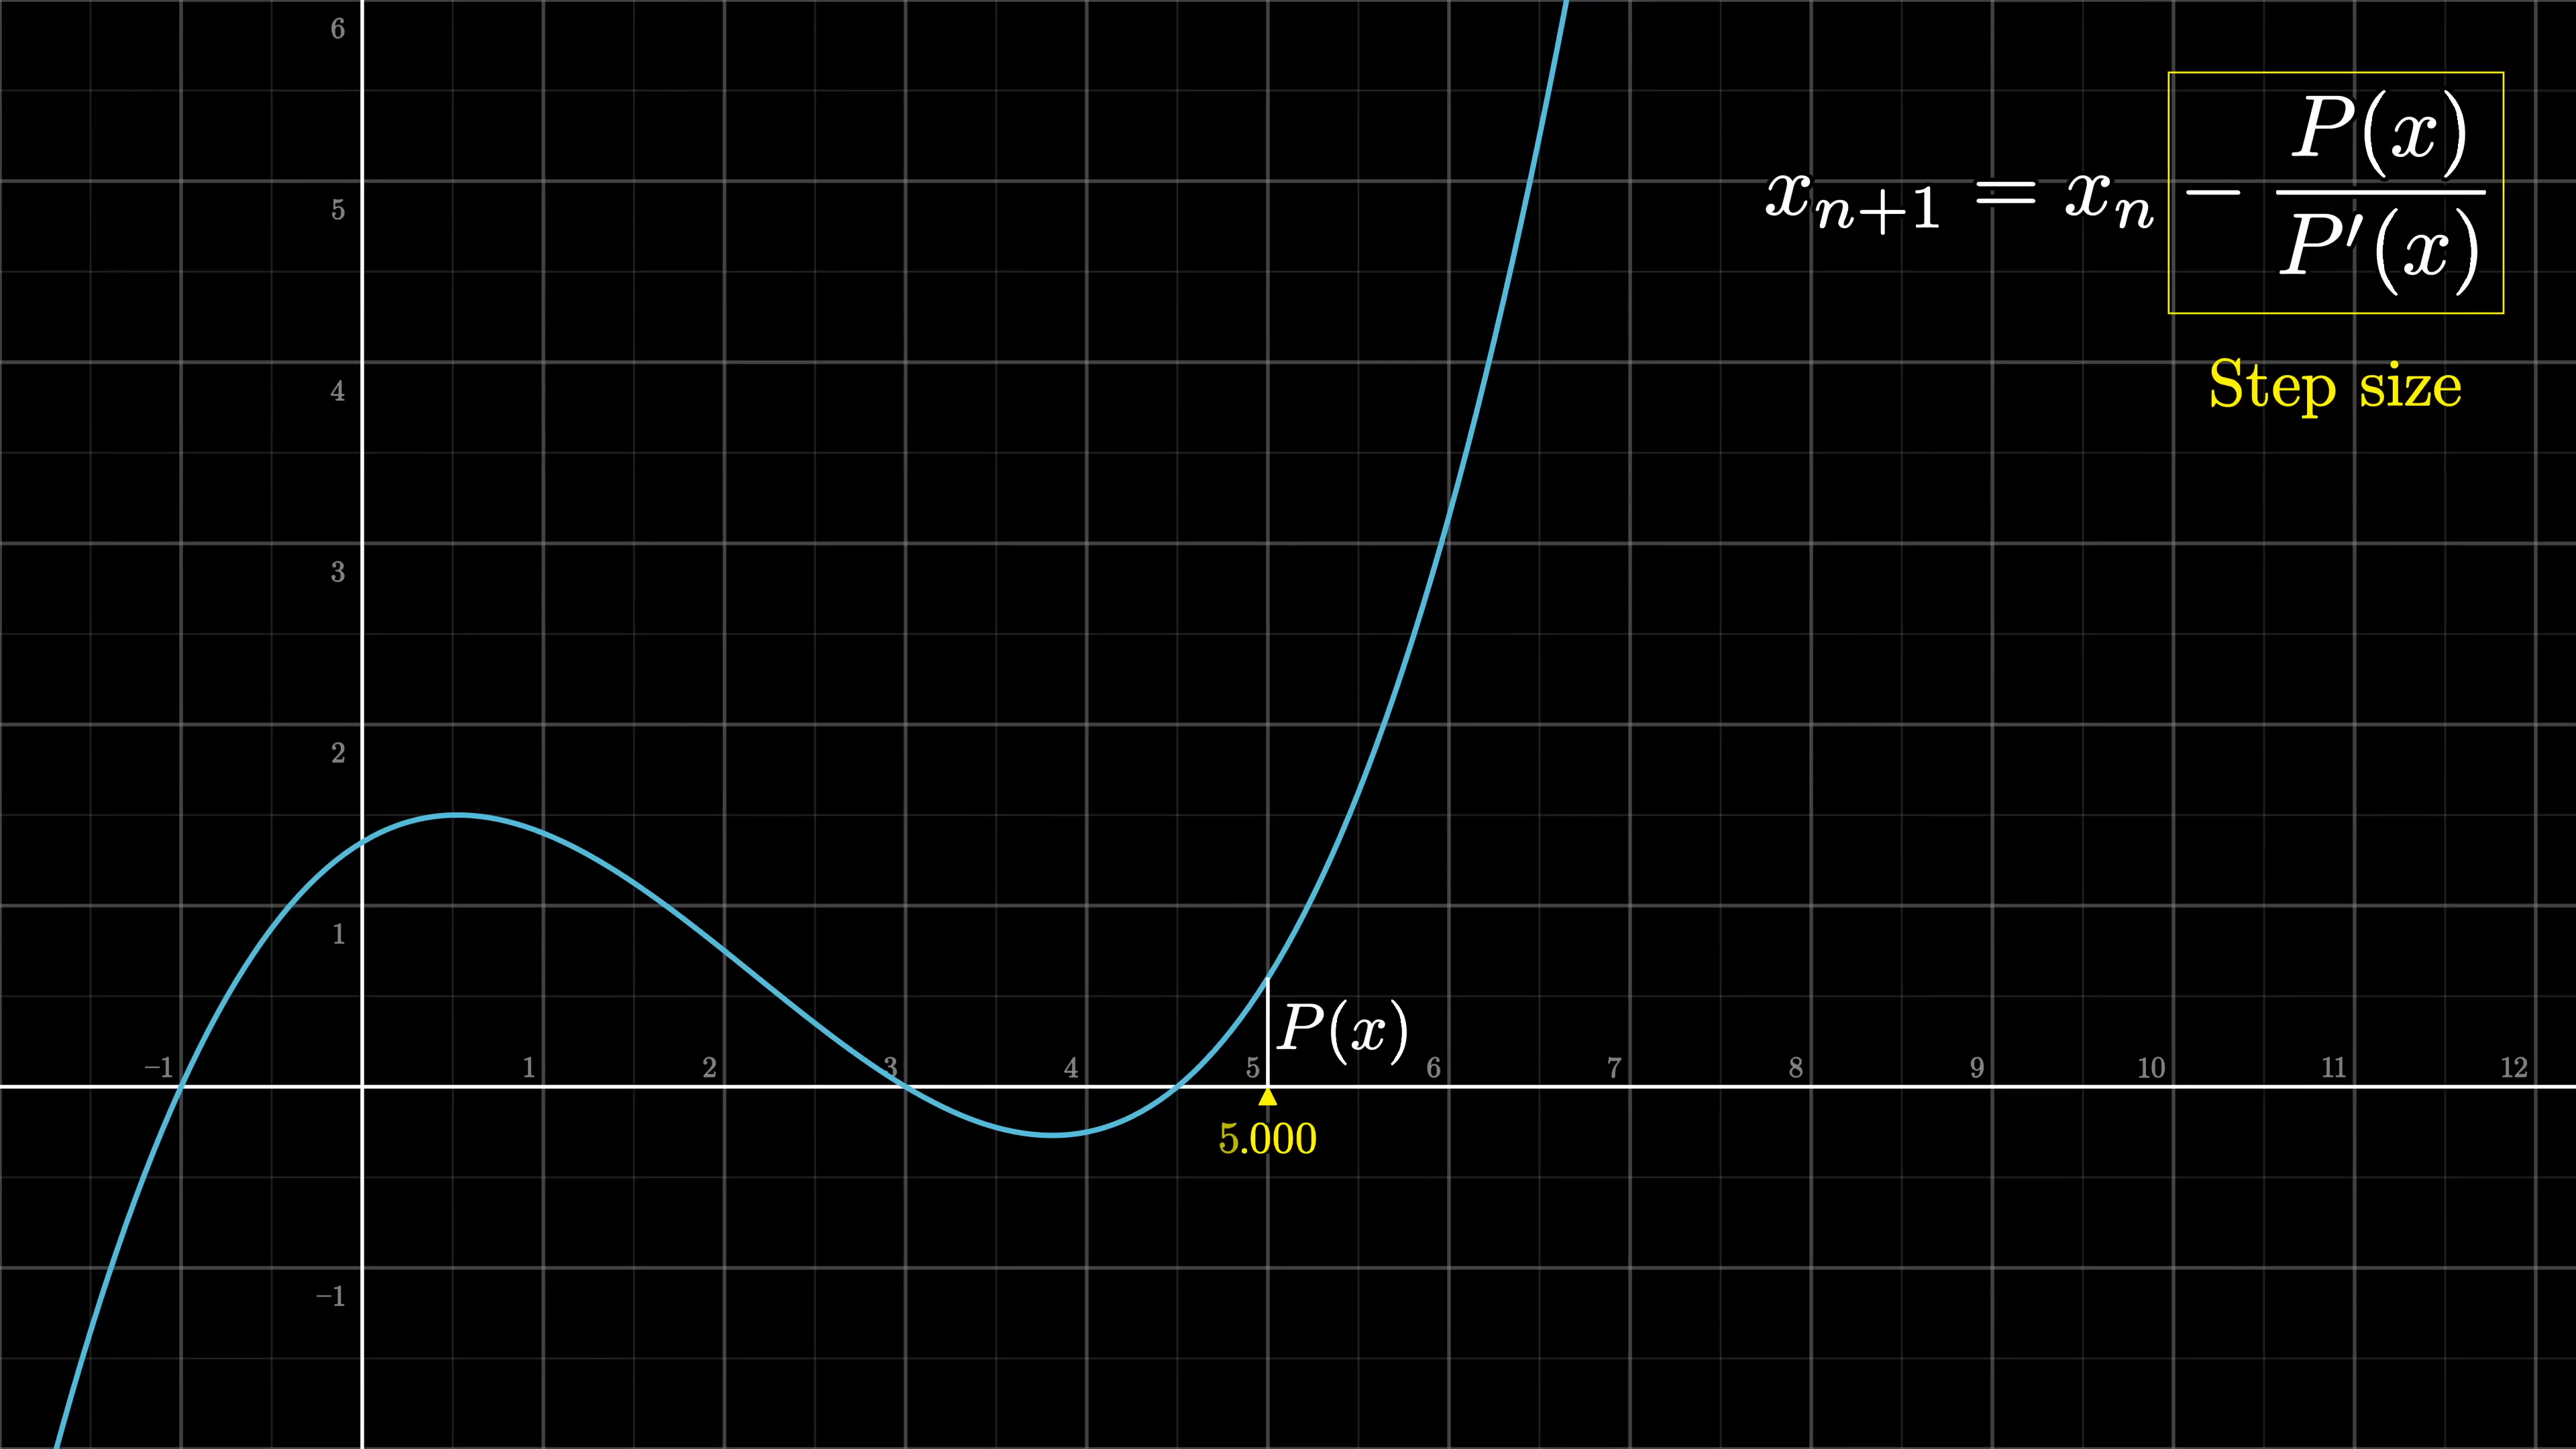 6
5
4
3
2
1
−1
x_{n+1} = x_n − P(x)/P′(x)
Step size
P(x)
−1 1 2 3 4 5 6 7 8 9 10 11 12
5.000